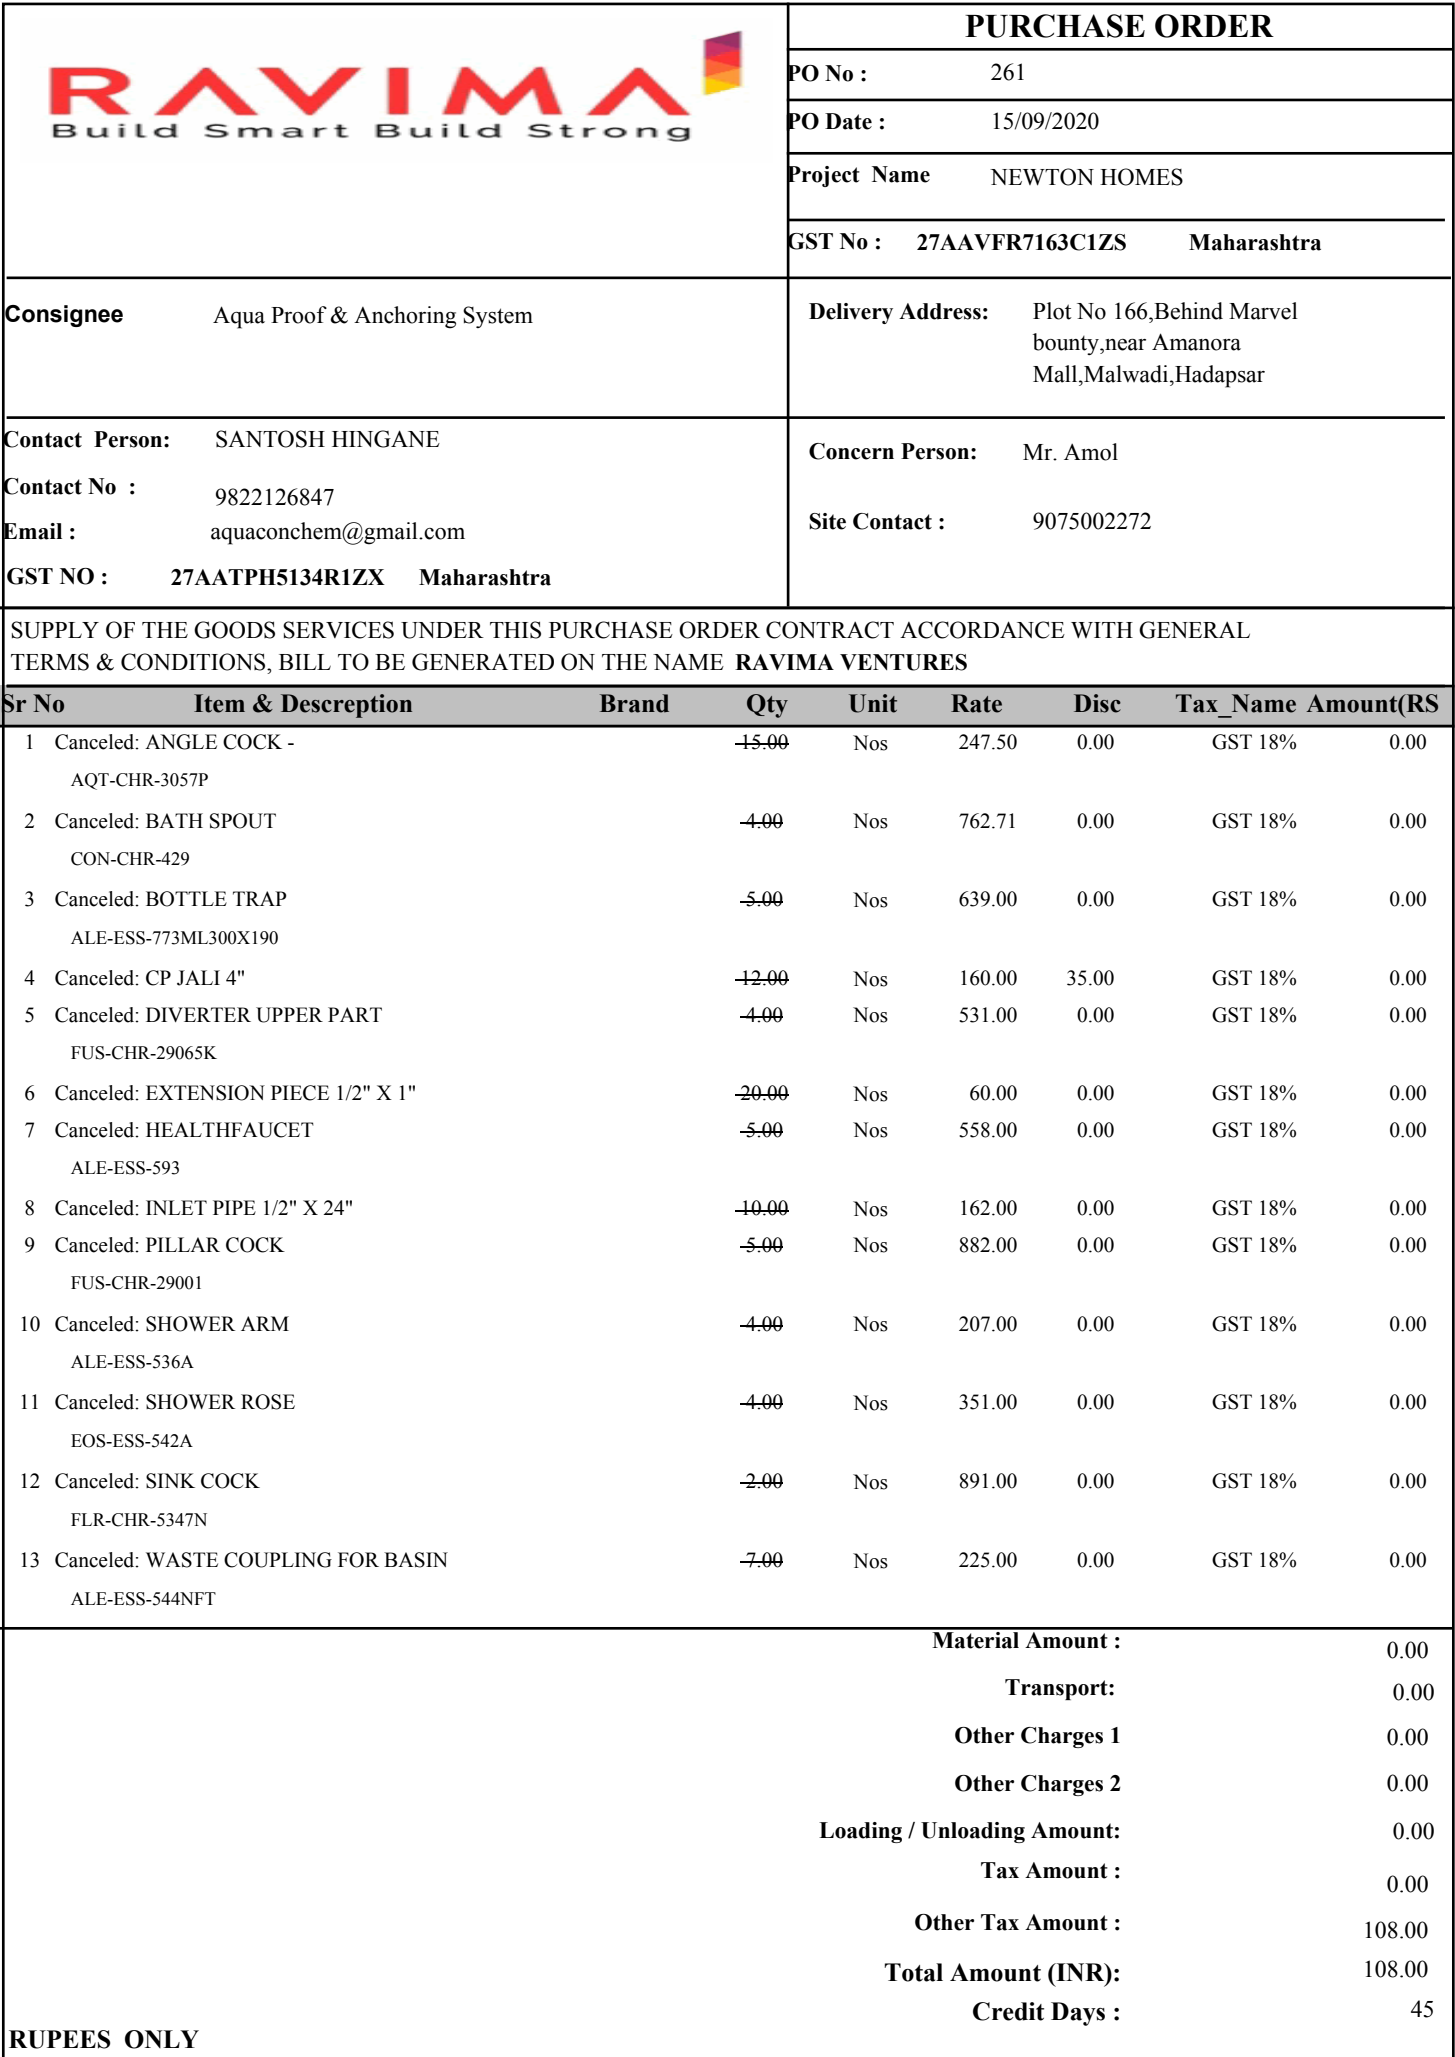 RAVIMA
Build Smart Build Strong
PURCHASE ORDER
PO No : 261
PO Date : 15/09/2020
Project Name NEWTON HOMES
GST No : 27AAVFR7163C1ZS Maharashtra
Consignee Aqua Proof & Anchoring System
Delivery Address: Plot No 166,Behind Marvel
bounty,near Amanora
Mall,Malwadi,Hadapsar
Contact Person: SANTOSH HINGANE
Contact No : 9822126847
Email : aquaconchem@gmail.com
GST NO : 27AATPH5134R1ZX Maharashtra
Concern Person: Mr. Amol
Site Contact : 9075002272
SUPPLY OF THE GOODS SERVICES UNDER THIS PURCHASE ORDER CONTRACT ACCORDANCE WITH GENERAL
TERMS & CONDITIONS, BILL TO BE GENERATED ON THE NAME RAVIMA VENTURES
Sr No Item & Descreption Brand Qty Unit Rate Disc Tax_Name Amount(RS
1 Canceled: ANGLE COCK - 15.00 Nos 247.50 0.00 GST 18% 0.00
AQT-CHR-3057P
2 Canceled: BATH SPOUT 4.00 Nos 762.71 0.00 GST 18% 0.00
CON-CHR-429
3 Canceled: BOTTLE TRAP 5.00 Nos 639.00 0.00 GST 18% 0.00
ALE-ESS-773ML300X190
4 Canceled: CP JALI 4" 12.00 Nos 160.00 35.00 GST 18% 0.00
5 Canceled: DIVERTER UPPER PART 4.00 Nos 531.00 0.00 GST 18% 0.00
FUS-CHR-29065K
6 Canceled: EXTENSION PIECE 1/2" X 1" 20.00 Nos 60.00 0.00 GST 18% 0.00
7 Canceled: HEALTHFAUCET 5.00 Nos 558.00 0.00 GST 18% 0.00
ALE-ESS-593
8 Canceled: INLET PIPE 1/2" X 24" 10.00 Nos 162.00 0.00 GST 18% 0.00
9 Canceled: PILLAR COCK 5.00 Nos 882.00 0.00 GST 18% 0.00
FUS-CHR-29001
10 Canceled: SHOWER ARM 4.00 Nos 207.00 0.00 GST 18% 0.00
ALE-ESS-536A
11 Canceled: SHOWER ROSE 4.00 Nos 351.00 0.00 GST 18% 0.00
EOS-ESS-542A
12 Canceled: SINK COCK 2.00 Nos 891.00 0.00 GST 18% 0.00
FLR-CHR-5347N
13 Canceled: WASTE COUPLING FOR BASIN 7.00 Nos 225.00 0.00 GST 18% 0.00
ALE-ESS-544NFT
Material Amount : 0.00
Transport: 0.00
Other Charges 1 0.00
Other Charges 2 0.00
Loading / Unloading Amount: 0.00
Tax Amount : 0.00
Other Tax Amount : 108.00
Total Amount (INR): 108.00
Credit Days : 45
RUPEES ONLY